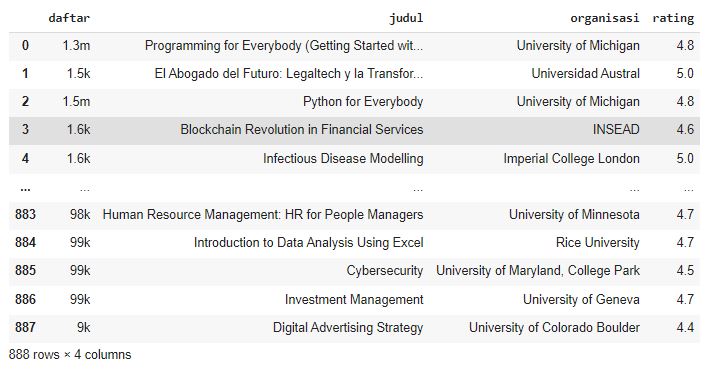 daftar judul organisasi rating
0 1.3m Programming for Everybody (Getting Started wit... University of Michigan 4.8
1 1.5k El Abogado del Futuro: Legaltech y la Transfor... Universidad Austral 5.0
2 1.5m Python for Everybody University of Michigan 4.8
3 1.6k Blockchain Revolution in Financial Services INSEAD 4.6
4 1.6k Infectious Disease Modelling Imperial College London 5.0
... ... ... ... ...
883 98k Human Resource Management: HR for People Managers University of Minnesota 4.7
884 99k Introduction to Data Analysis Using Excel Rice University 4.7
885 99k Cybersecurity University of Maryland, College Park 4.5
886 99k Investment Management University of Geneva 4.7
887 9k Digital Advertising Strategy University of Colorado Boulder 4.4
888 rows × 4 columns